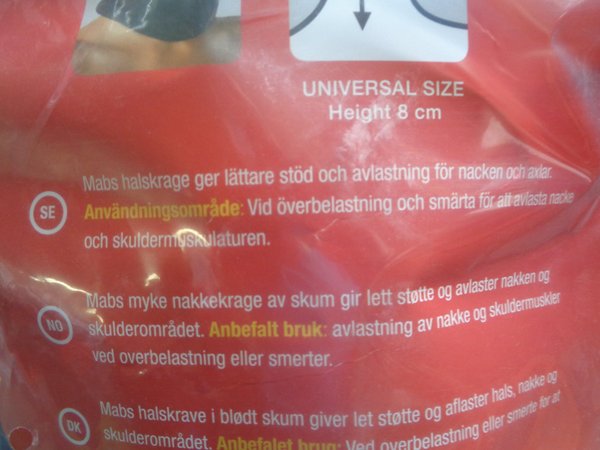 UNIVERSAL SIZE
Height 8 cm
Mabs halskrage ger lättare stöd och avlastning för nacken och axlar.
SE
Användningsområde: Vid överbelastning och smärta för att avlasta nacke
och skuldermuskulaturen.
Mabs myke nakkekrage av skum gir lett støtte og avlaster nakken og
NO
skulderområdet. Anbefalt bruk: avlastning av nakke og skuldermuskler
ved overbelastning eller smerter.
Mabs halskrave i blødt skum giver let støtte og aflaster hals, nakke og
DK
skulderområdet. Anbefalet brug: Ved overbelastning eller smerte for at